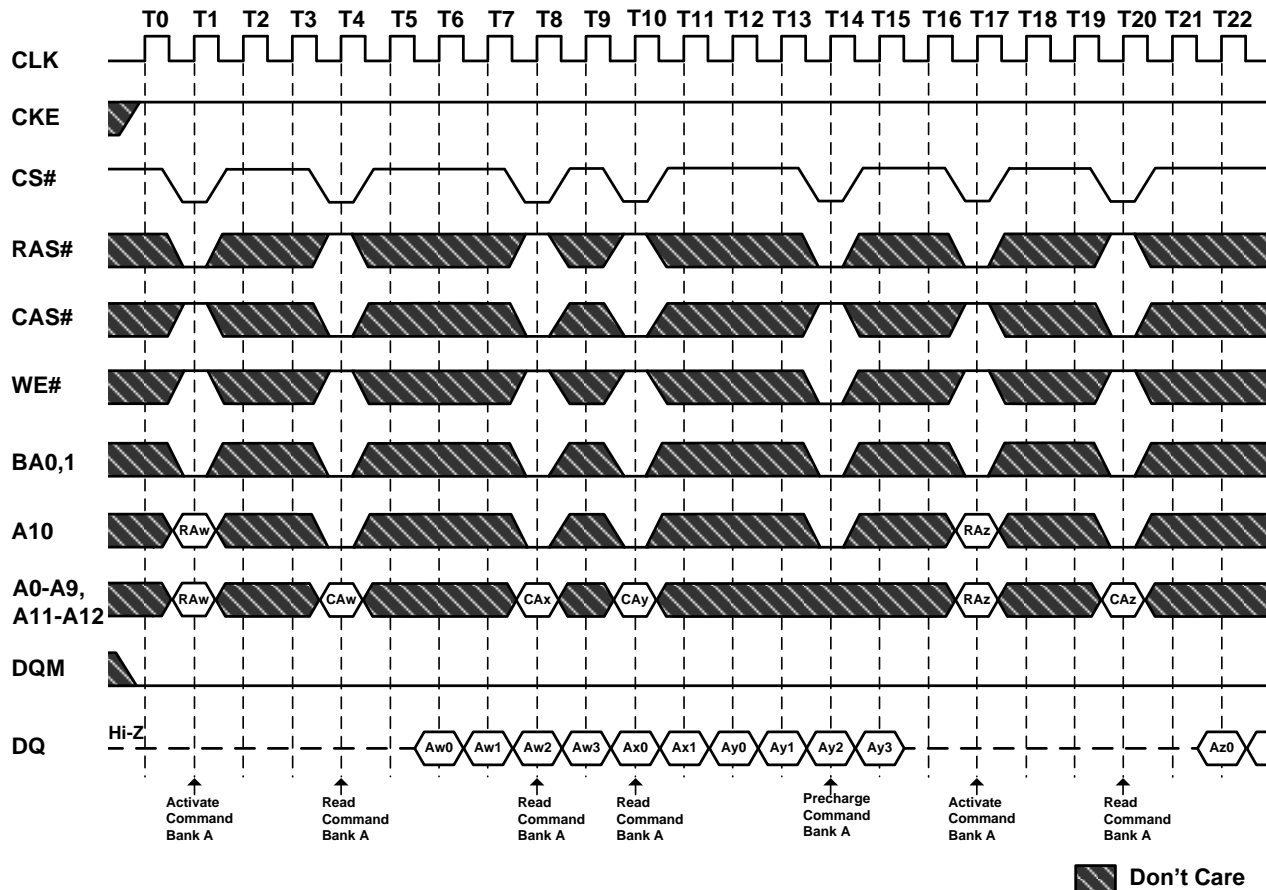 T0 T1 T2 T3 T4 T5 T6 T7 T8 T9 T10 T11 T12 T13 T14 T15 T16 T17 T18 T19 T20 T21 T22
CLK
CKE
CS#
RAS#
CAS#
WE#
BA0,1
A10 RAw RAz
A0-A9,
A11-A12 RAw CAw CAx CAy RAz CAz
DQM
DQ Hi-Z Aw0 Aw1 Aw2 Aw3 Ax0 Ax1 Ay0 Ay1 Ay2 Ay3 Az0
Activate
Command
Bank A
Read
Command
Bank A
Read
Command
Bank A
Read
Command
Bank A
Precharge
Command
Bank A
Activate
Command
Bank A
Read
Command
Bank A
Don't Care